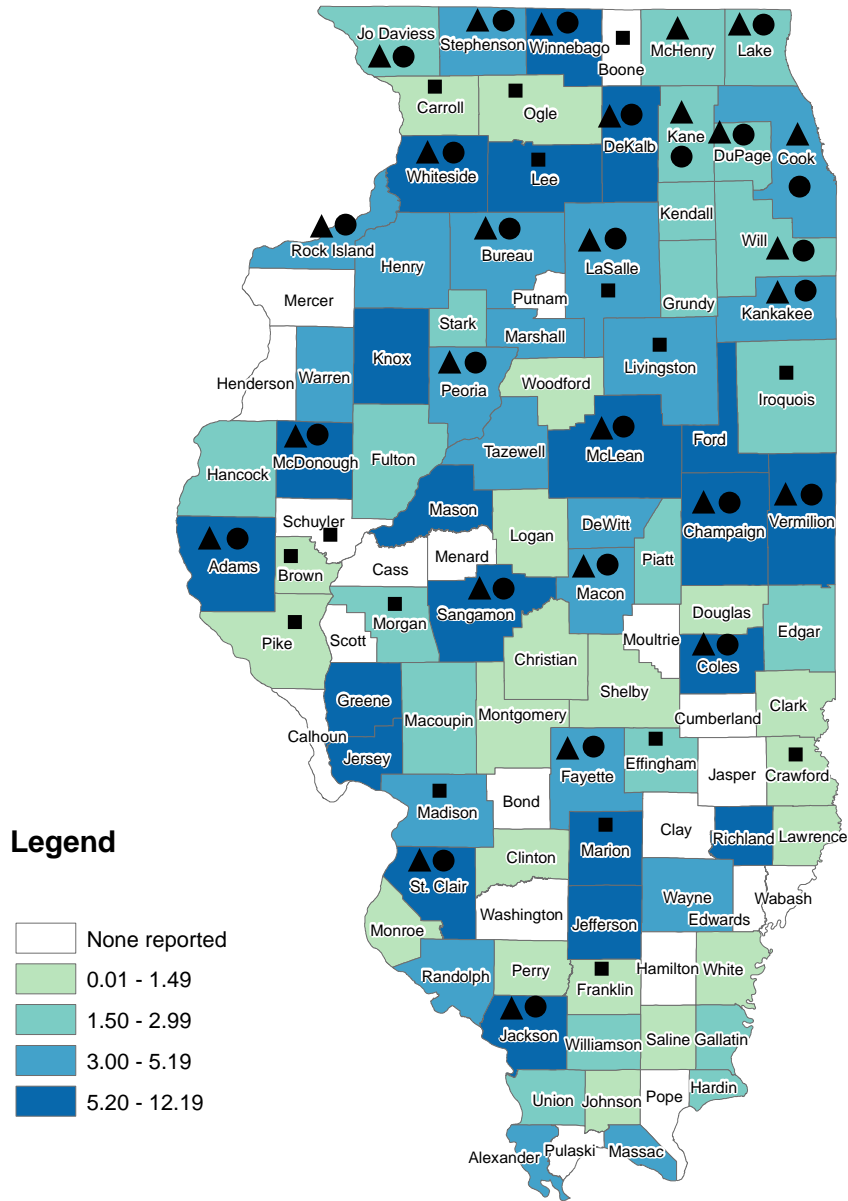 Jo Daviess
Stephenson
Winnebago
Boone
McHenry
Lake
Carroll
Ogle
DeKalb
Kane
DuPage
Cook
Whiteside
Lee
Kendall
Will
Rock Island
Henry
Bureau
LaSalle
Grundy
Kankakee
Mercer
Putnam
Stark
Marshall
Knox
Henderson
Warren
Peoria
Woodford
Livingston
Iroquois
Ford
Hancock
McDonough
Fulton
Tazewell
McLean
Schuyler
Mason
Logan
DeWitt
Champaign
Vermilion
Adams
Brown
Cass
Menard
Piatt
Macon
Pike
Scott
Morgan
Sangamon
Christian
Moultrie
Douglas
Edgar
Coles
Greene
Macoupin
Montgomery
Shelby
Cumberland
Clark
Calhoun
Jersey
Fayette
Effingham
Jasper
Crawford
Madison
Bond
Marion
Clay
Richland
Lawrence
Clinton
St. Clair
Washington
Jefferson
Wayne
Edwards
Wabash
Monroe
Randolph
Perry
Franklin
Hamilton
White
Jackson
Williamson
Saline
Gallatin
Union
Johnson
Pope
Hardin
Alexander
Pulaski
Massac
Legend
None reported
0.01 - 1.49
1.50 - 2.99
3.00 - 5.19
5.20 - 12.19